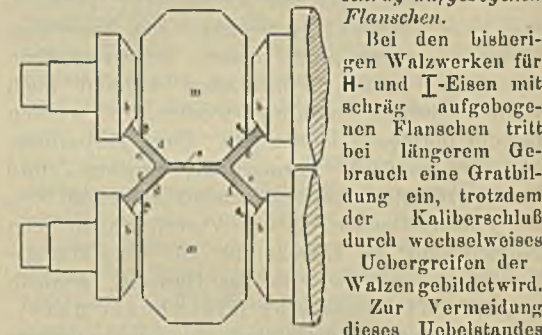 aufgebogenen
Flanschen.
Bei den bisheri-
gen Walzwerken für
H- und I-Eisen mit
schräg aufgeboge-
nen Flanschen tritt
bei längerem Ge-
brauch eine Gratbil-
dung ein, trotzdem
der Kaliberschluß
durch wechselweises
Uebergreifen der
Walzen gebildet wird.
Zur Vermeidung
dieses Uebelstandes
m
b
b
d
d
a
d
d
b
b
m